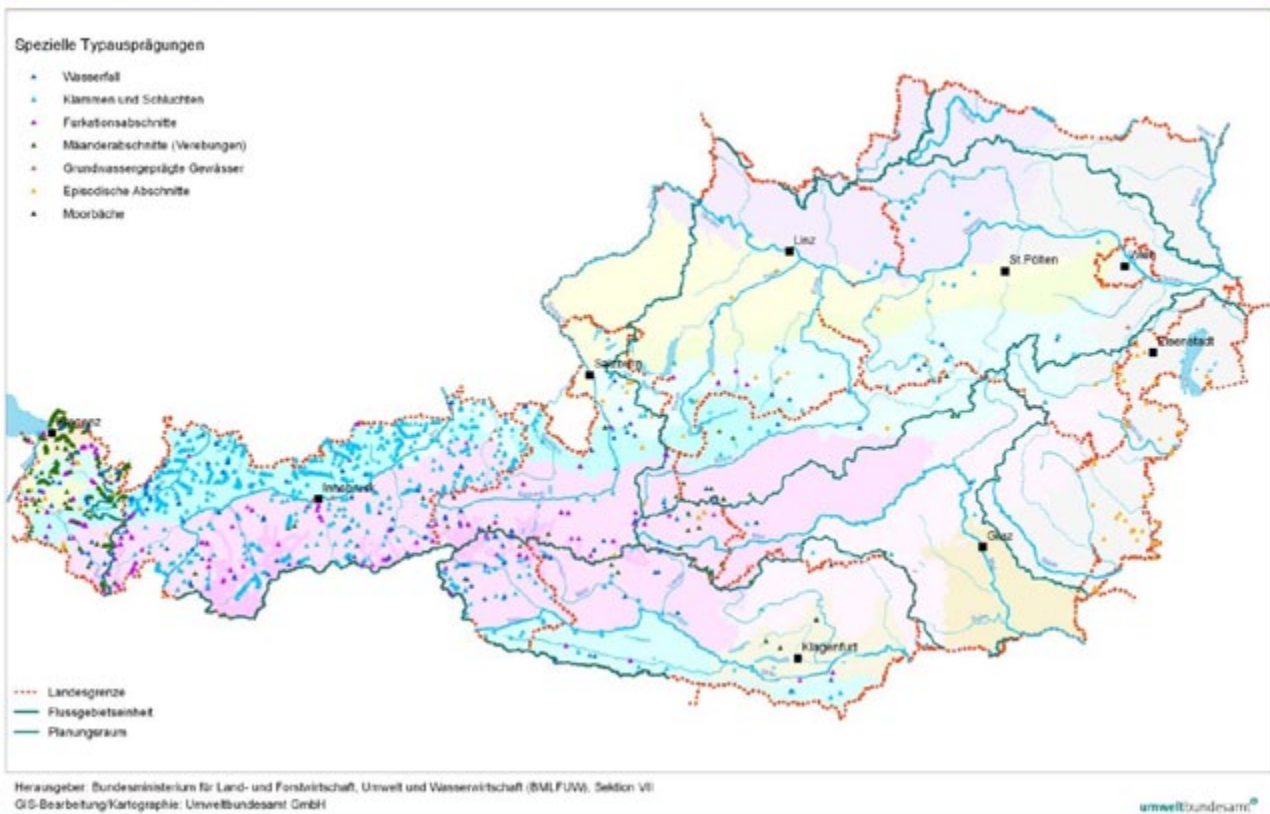 Spezielle Typausprägungen
Wasserfall
Klammen und Schluchten
Furkationsabschnitte
Mäanderabschnitte (Verebungen)
Grundwassergeprägte Gewässer
Episodische Abschnitte
Moorbäche
Linz
St.Pölten
Wien
Eisenstadt
Salzburg
Bregenz
Innsbruck
Graz
Klagenfurt
Landesgrenze
Flussgebietseinheit
Planungsraum
Herausgeber: Bundesministerium für Land- und Forstwirtschaft, Umwelt und Wasserwirtschaft (BMLFUW), Sektion VII
GIS-Bearbeitung/Kartographie: Umweltbundesamt GmbH
umweltbundesamt